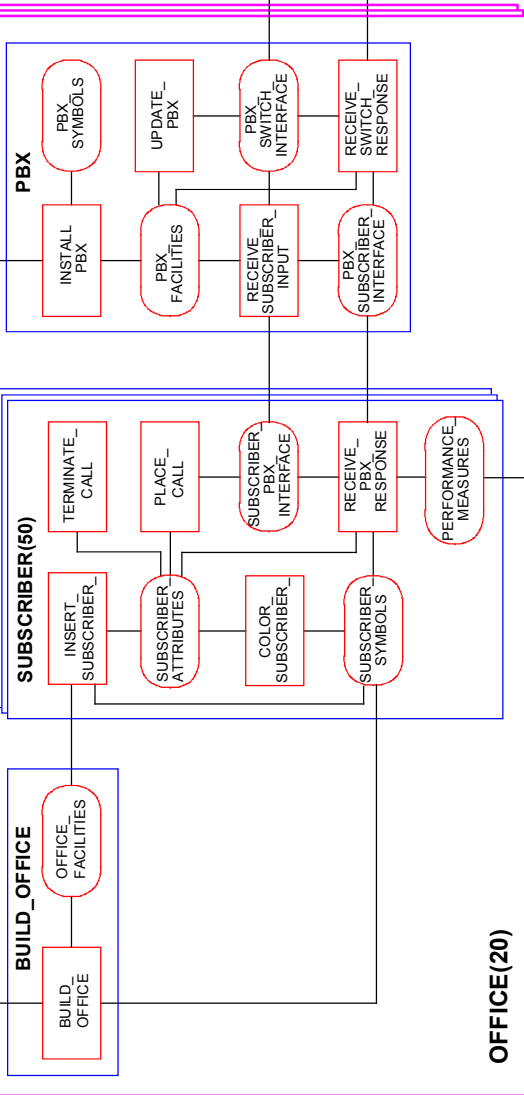 BUILD_OFFICE
BUILD_
OFFICE
OFFICE_
FACILITIES
SUBSCRIBER(50)
INSERT_
SUBSCRIBER_
TERMINATE_
CALL
SUBSCRIBER_
ATTRIBUTES
PLACE_
CALL
COLOR_
SUBSCRIBER_
SUBSCRIBER_
PBX_
INTERFACE
SUBSCRIBER_
SYMBOLS
RECEIVE_
PBX_
RESPONSE
PERFORMANCE_
MEASURES
PBX
INSTALL_
PBX
PBX_
SYMBOLS
PBX_
FACILITIES
UPDATE_
PBX
RECEIVE_
SUBSCRIBER_
INPUT
PBX_
SWITCH_
INTERFACE
PBX_
SUBSCRIBER_
INTERFACE
RECEIVE_
SWITCH_
RESPONSE
OFFICE(20)